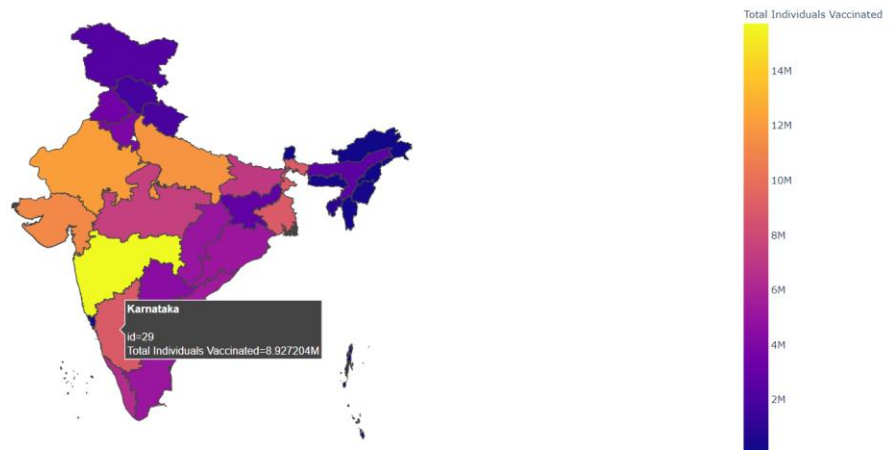 Total Individuals Vaccinated
14M
12M
10M
8M
6M
4M
2M
Karnataka
id=29
Total Individuals Vaccinated=8.927204M